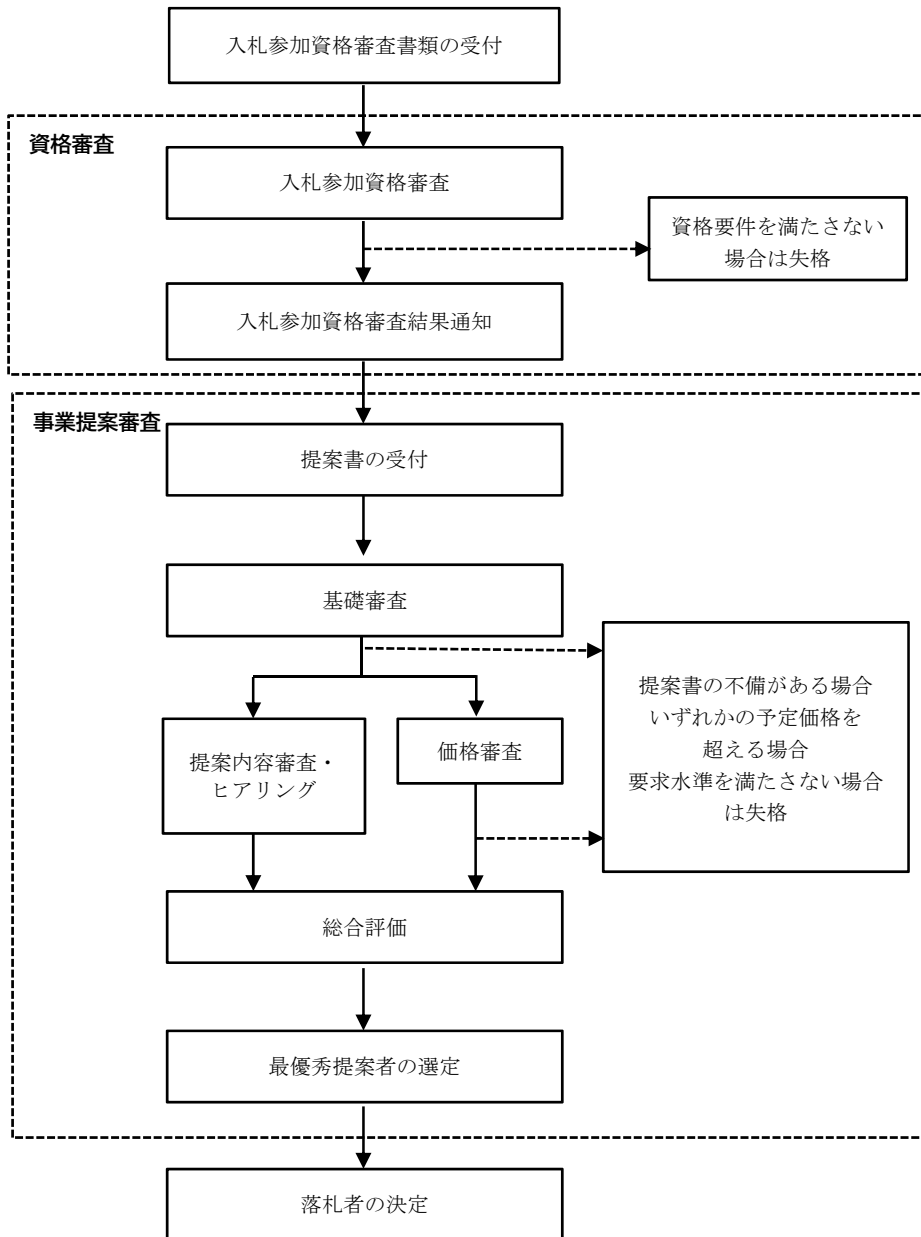 入札参加資格審査書類の受付
資格審査
入札参加資格審査
資格要件を満たさない
場合は失格
入札参加資格審査結果通知
事業提案審査
提案書の受付
基礎審査
提案内容審査・
ヒアリング
価格審査
提案書の不備がある場合
いずれかの予定価格を
超える場合
要求水準を満たさない場合
は失格
総合評価
最優秀提案者の選定
落札者の決定